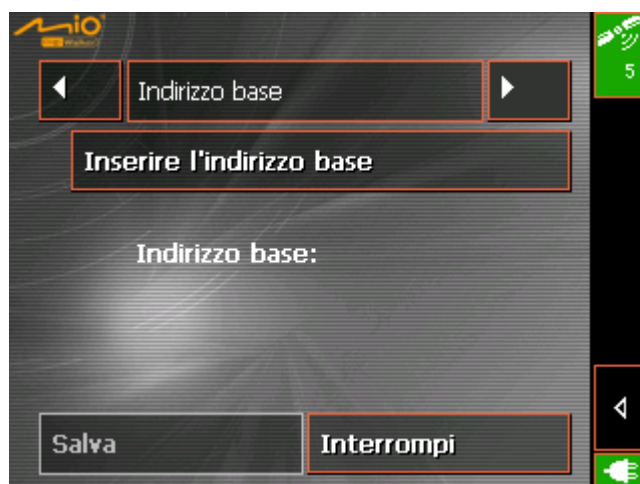 Mio
5
Indirizzo base
Inserire l'indirizzo base
Indirizzo base:
Salva
Interrompi